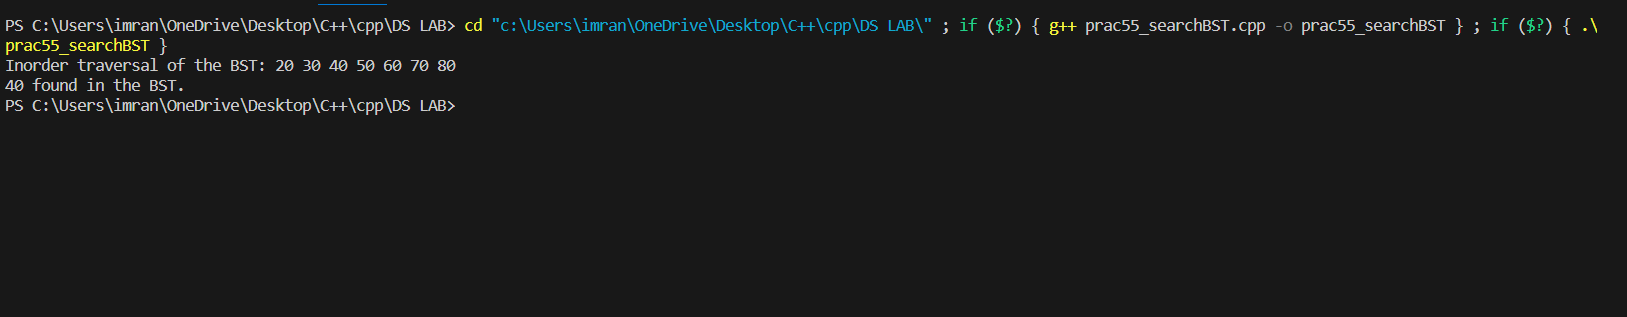 PS C:\Users\imran\OneDrive\Desktop\C++\cpp\DS LAB> cd "c:\Users\imran\OneDrive\Desktop\C++\cpp\DS LAB\" ; if ($?) { g++ prac55_searchBST.cpp -o prac55_searchBST } ; if ($?) { .\
prac55_searchBST }
Inorder traversal of the BST: 20 30 40 50 60 70 80
40 found in the BST.
PS C:\Users\imran\OneDrive\Desktop\C++\cpp\DS LAB>